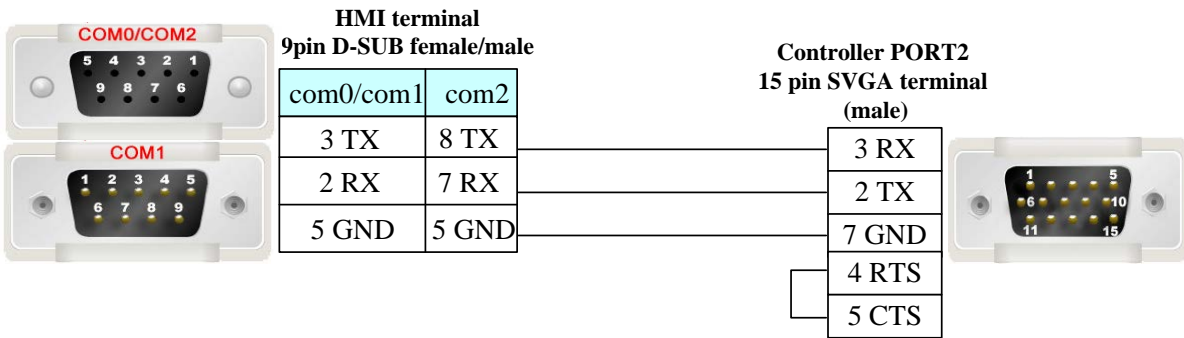 COM0/COM2
5 4 3 2 1
9 8 7 6
COM1
1 2 3 4 5
6 7 8 9
HMI terminal
9pin D-SUB female/male
com0/com1 com2
3 TX 8 TX
2 RX 7 RX
5 GND 5 GND
Controller PORT2
15 pin SVGA terminal
(male)
3 RX
2 TX
7 GND
4 RTS
5 CTS
1 5
6 10
11 15